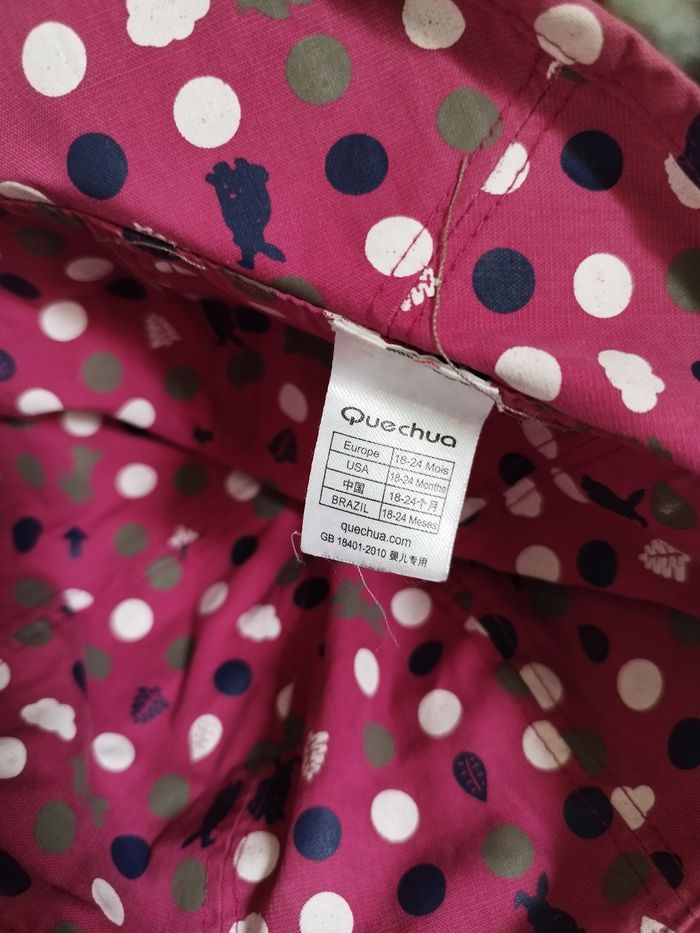 Quechua
Europe 18-24 Mois
USA 18-24 Months
中国 18-24个月
BRAZIL 18-24 Meses
quechua.com
GB 18401-2010 婴儿专用